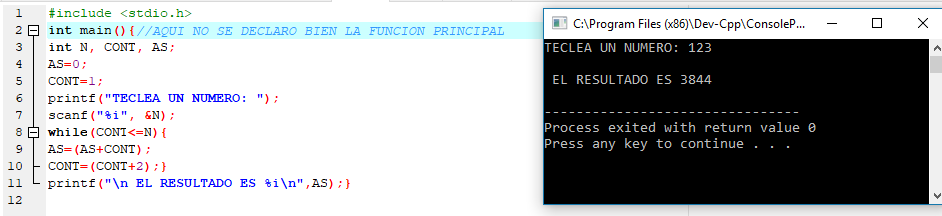 1 #include <stdio.h>
2 int main(){//AQUI NO SE DECLARO BIEN LA FUNCION PRINCIPAL
3 int N, CONT, AS;
4 AS=0;
5 CONT=1;
6 printf("TECLEA UN NUMERO: ");
7 scanf("%i", &N);
8 while(CONT<=N){
9 AS=(AS+CONT);
10 CONT=(CONT+2);}
11 printf("\n EL RESULTADO ES %i\n",AS);}
12
C:\Program Files (x86)\Dev-Cpp\ConsoleP...
TECLEA UN NUMERO: 123
EL RESULTADO ES 3844
--------------------------------
Process exited with return value 0
Press any key to continue . . .